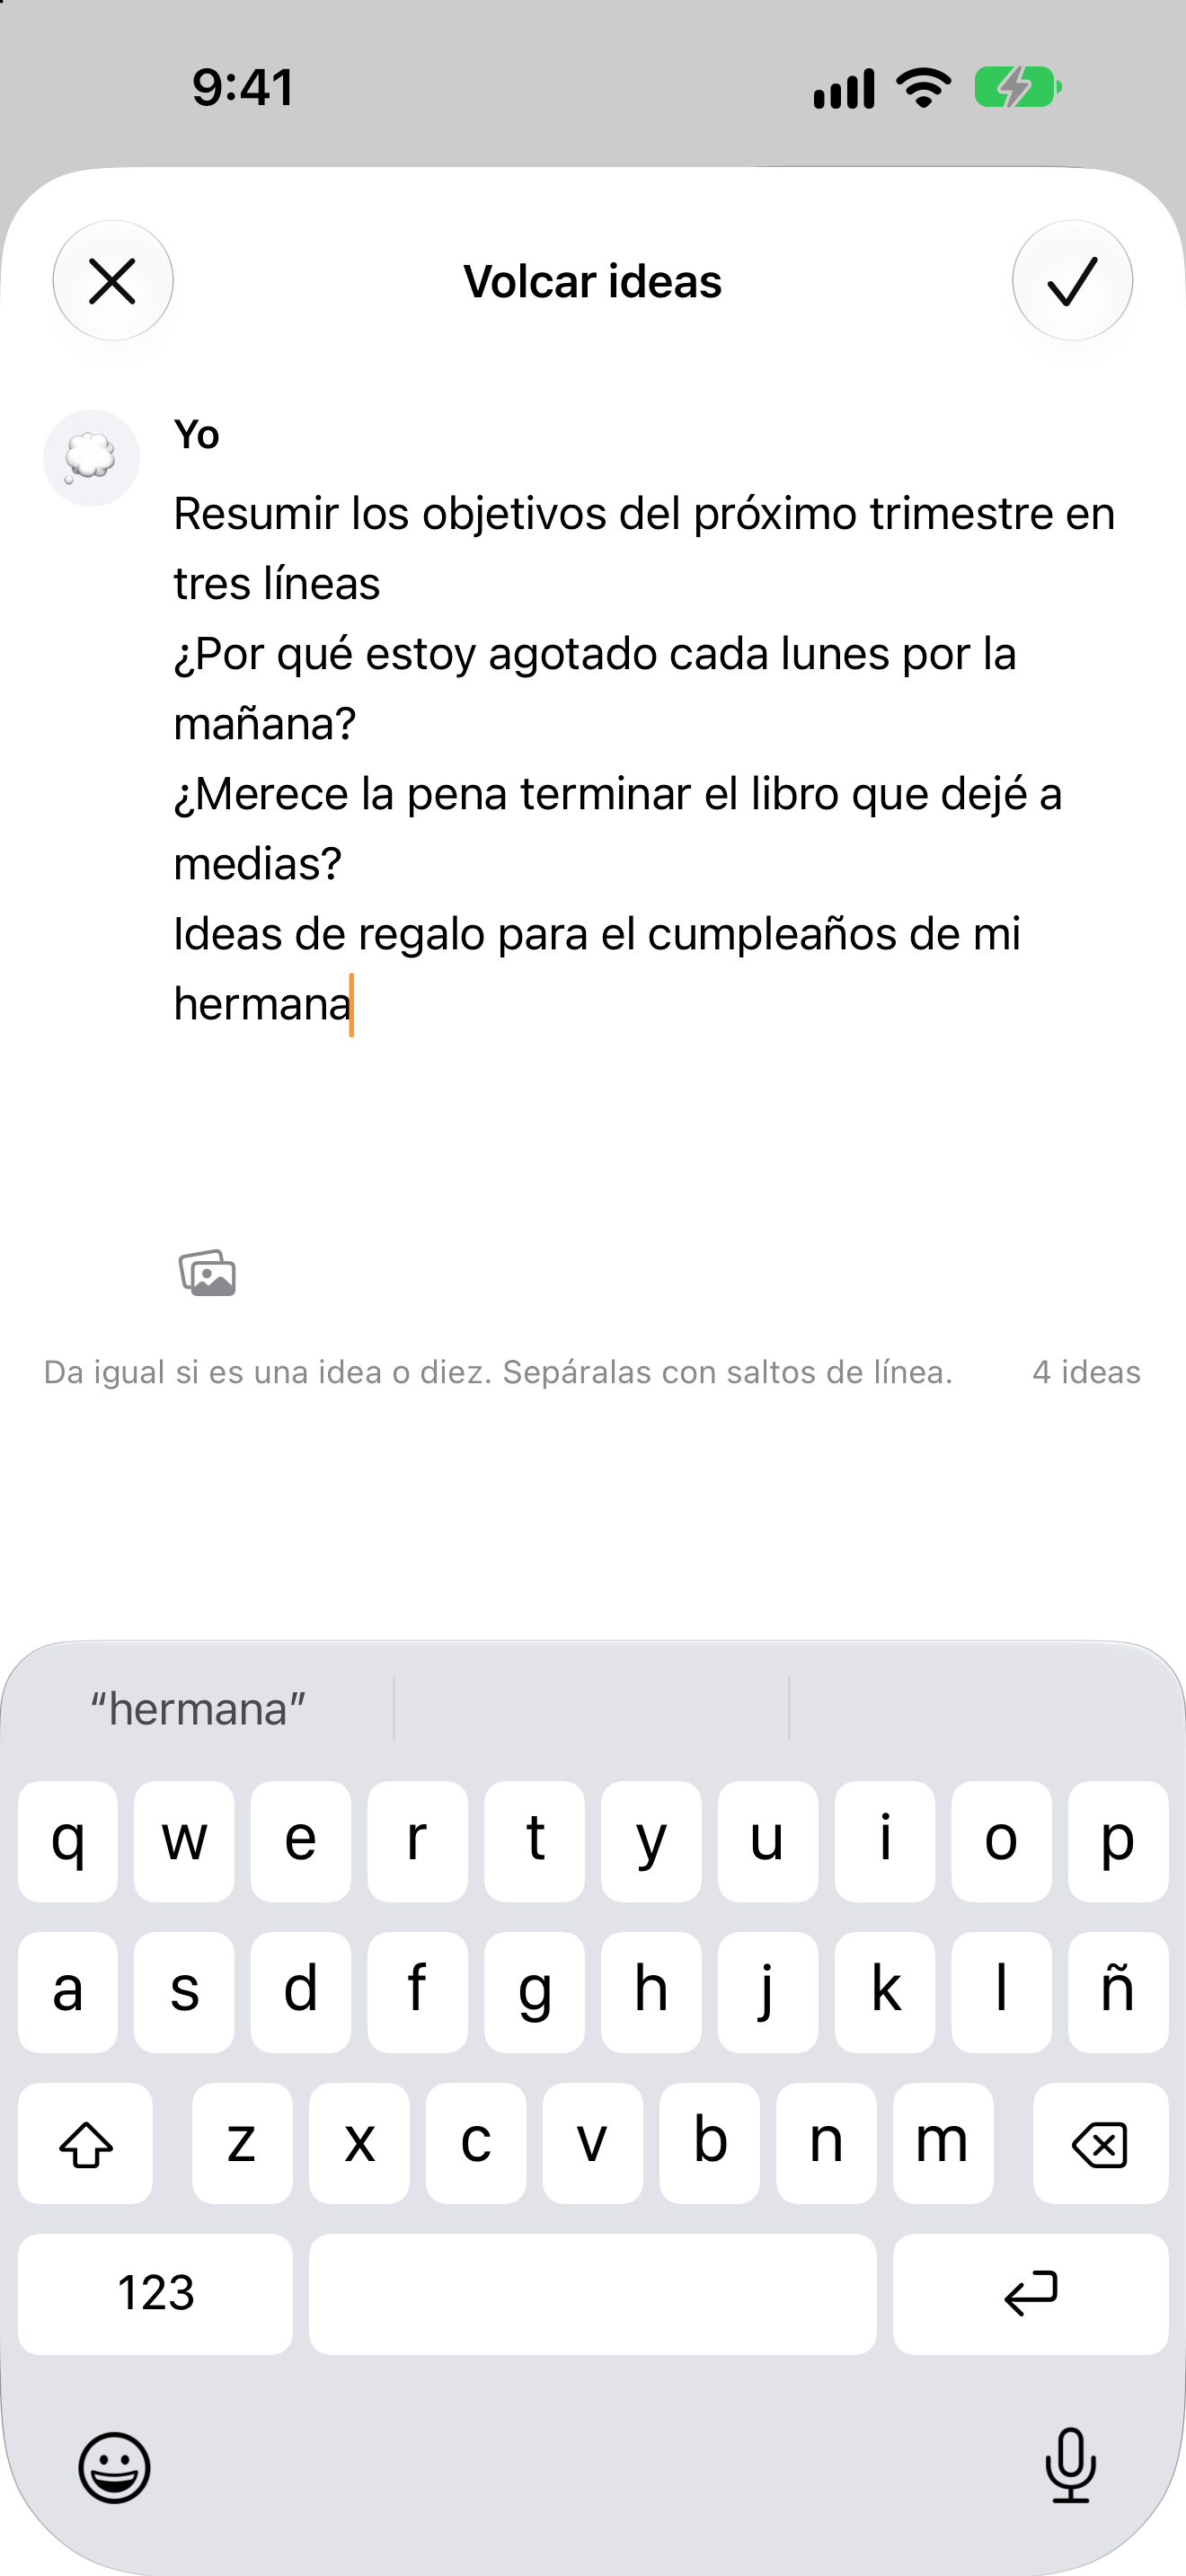 9:41
Volcar ideas
Yo
Resumir los objetivos del próximo trimestre en
tres líneas
¿Por qué estoy agotado cada lunes por la
mañana?
¿Merece la pena terminar el libro que dejé a
medias?
Ideas de regalo para el cumpleaños de mi
hermana
Da igual si es una idea o diez. Sepáralas con saltos de línea. 4 ideas
“hermana”
q w e r t y u i o p
a s d f g h j k l ñ
z x c v b n m
123